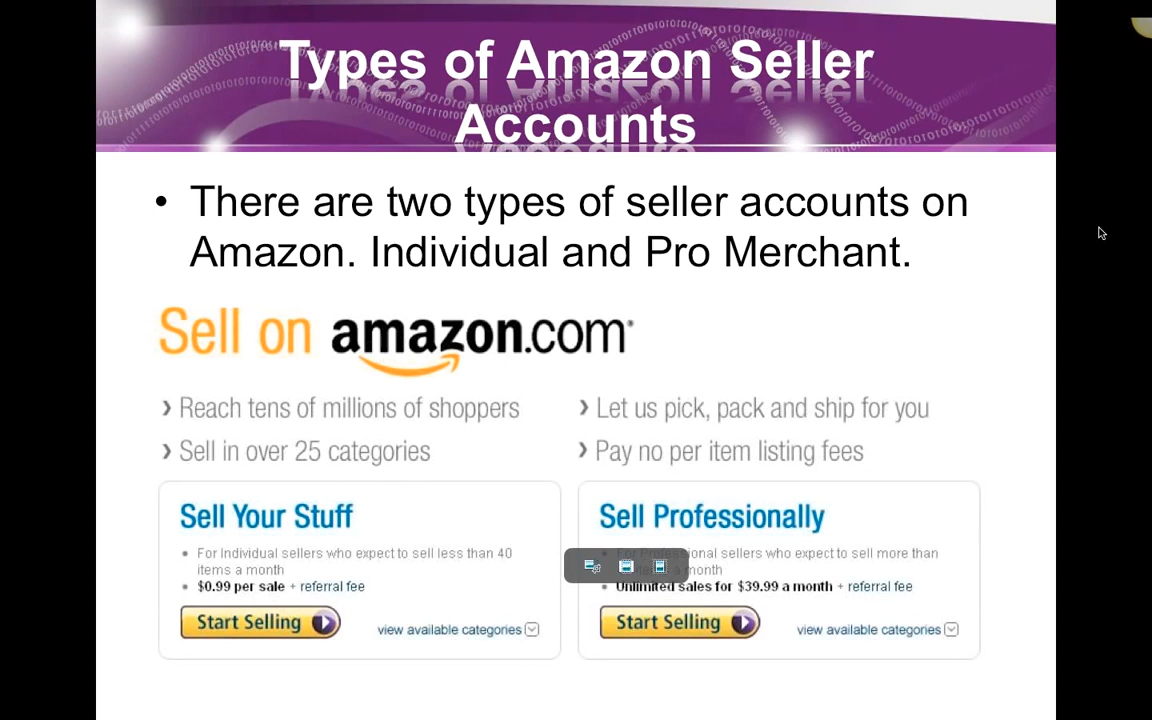 Types of Amazon Seller
Accounts
• There are two types of seller accounts on
Amazon. Individual and Pro Merchant.
Sell on amazon.com
› Reach tens of millions of shoppers
› Let us pick, pack and ship for you
› Sell in over 25 categories
› Pay no per item listing fees
Sell Your Stuff
• For Individual sellers who expect to sell less than 40
items a month
• $0.99 per sale + referral fee
Start Selling
view available categories
Sell Professionally
• For Professional sellers who expect to sell more than
month
• Unlimited sales for $39.99 a month + referral fee
Start Selling
view available categories